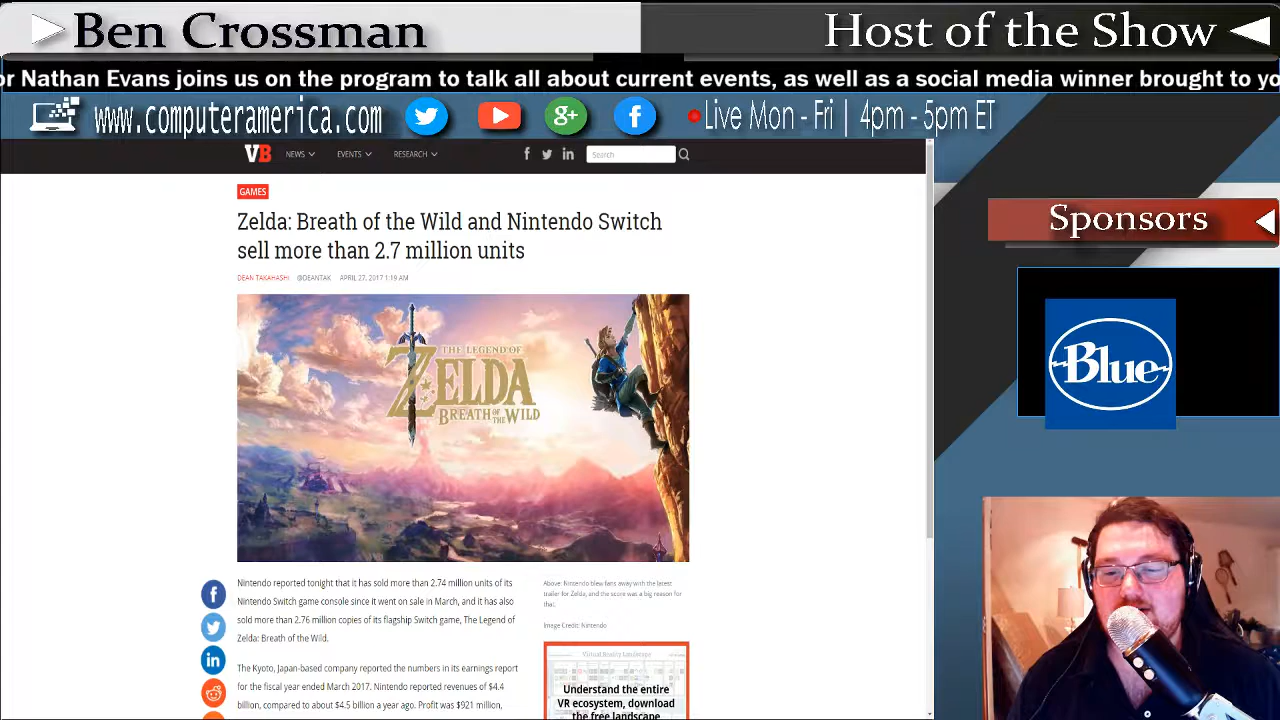 Ben Crossman
Host of the Show
or Nathan Evans joins us on the program to talk all about current events, as well as a social media winner brought to yo
www.computeramerica.com
Live Mon - Fri | 4pm - 5pm ET
VB
NEWS
EVENTS
RESEARCH
Search
GAMES
Zelda: Breath of the Wild and Nintendo Switch
sell more than 2.7 million units
DEAN TAKAHASHI @DEANTAK APRIL 27, 2017 1:19 AM
THE LEGEND OF
ZELDA
BREATH OF THE WILD
Nintendo reported tonight that it has sold more than 2.74 million units of its
Nintendo Switch game console since it went on sale in March, and it has also
sold more than 2.76 million copies of its flagship Switch game, The Legend of
Zelda: Breath of the Wild.
The Kyoto, Japan-based company reported the numbers in its earnings report
for the fiscal year ended March 2017. Nintendo reported revenues of $4.4
billion, compared to about $4.5 billion a year ago. Profit was $921 million,
Above: Nintendo blew fans away with the latest
trailer for Zelda, and the score was a big reason for
that.
Image Credit: Nintendo
Virtual Reality Landscape
Understand the entire
VR ecosystem, download
the free landscape
Sponsors
Blue